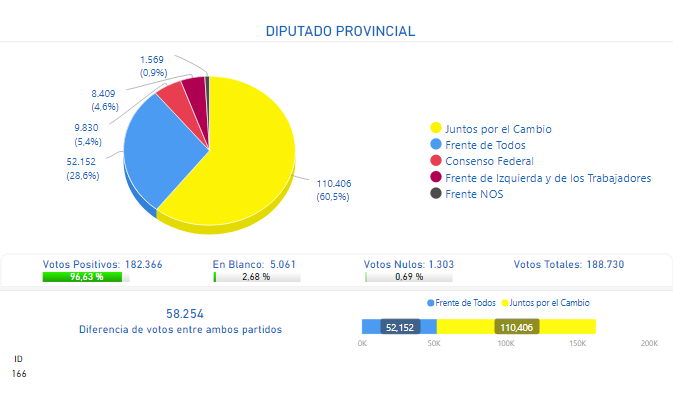 DIPUTADO PROVINCIAL
1.569
(0,9%)
8.409
(4,6%)
9.830
(5,4%)
52.152
(28,6%)
110.406
(60,5%)
Juntos por el Cambio
Frente de Todos
Consenso Federal
Frente de Izquierda y de los Trabajadores
Frente NOS
Votos Positivos: 182.366
96,63 %
En Blanco: 5.061
2,68 %
Votos Nulos: 1.303
0,69 %
Votos Totales: 188.730
58.254
Diferencia de votos entre ambos partidos
Frente de Todos Juntos por el Cambio
52,152 110,406
0K 50K 100K 150K 200K
ID
166